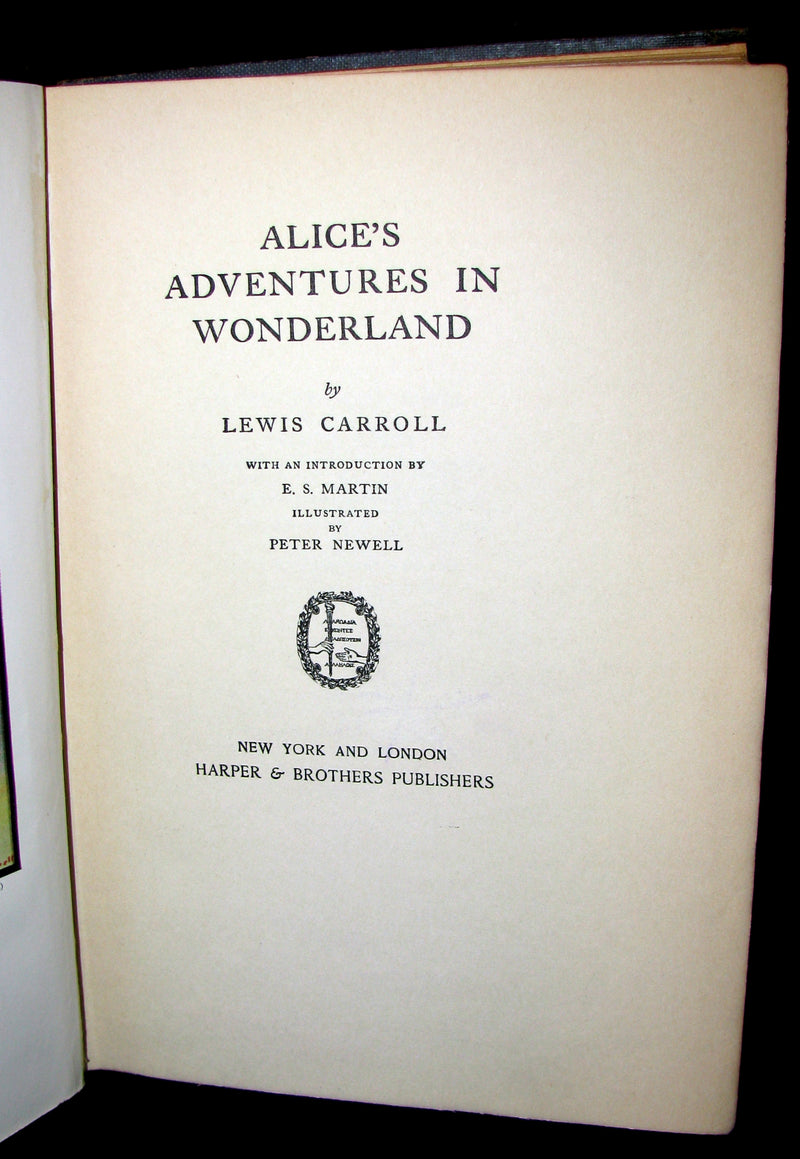 ALICE'S
ADVENTURES IN
WONDERLAND
by
LEWIS CARROLL
WITH AN INTRODUCTION BY
E. S. MARTIN
ILLUSTRATED
BY
PETER NEWELL
NEW YORK AND LONDON
HARPER & BROTHERS PUBLISHERS